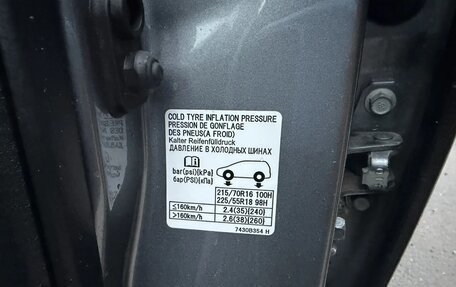 COLD TYRE INFLATION PRESSURE
PRESSION DE GONFLAGE
DES PNEUS(A FROID)
Kalter Reifenfülldruck
ДАВЛЕНИЕ В ХОЛОДНЫХ ШИНАХ
bar(psi)[kPa]
бар(PSI)[кПа]
215/70R16 100H
225/55R18 98H
≤160km/h 2.4(35)[240]
>160km/h 2.6(38)[260]
7430B354 H